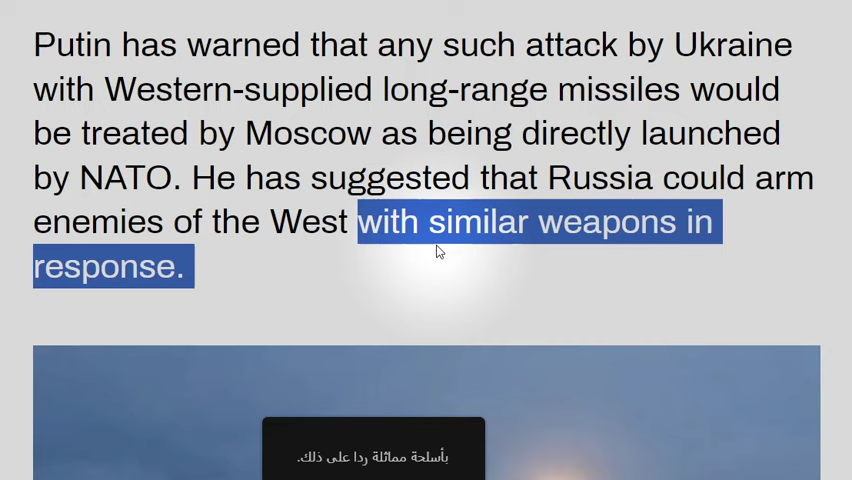 Putin has warned that any such attack by Ukraine
with Western-supplied long-range missiles would
be treated by Moscow as being directly launched
by NATO. He has suggested that Russia could arm
enemies of the West with similar weapons in
response.
بأسلحة مماثلة ردا على ذلك.